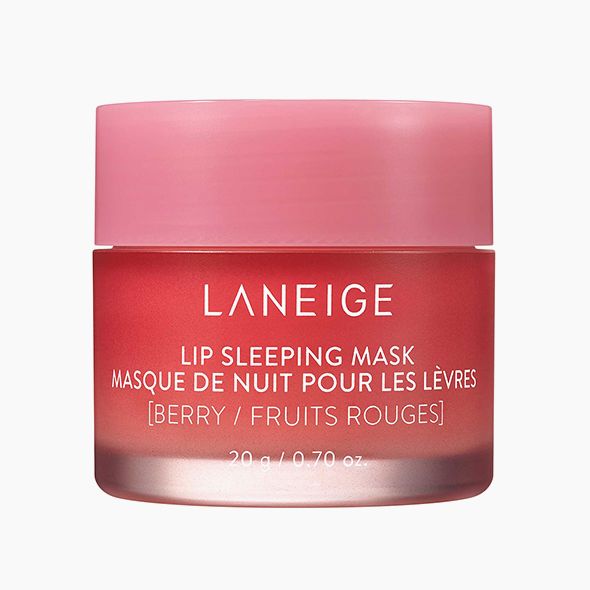 LANEIGE
LIP SLEEPING MASK
MASQUE DE NUIT POUR LES LÈVRES
[BERRY / FRUITS ROUGES]
20 g / 0.70 oz.